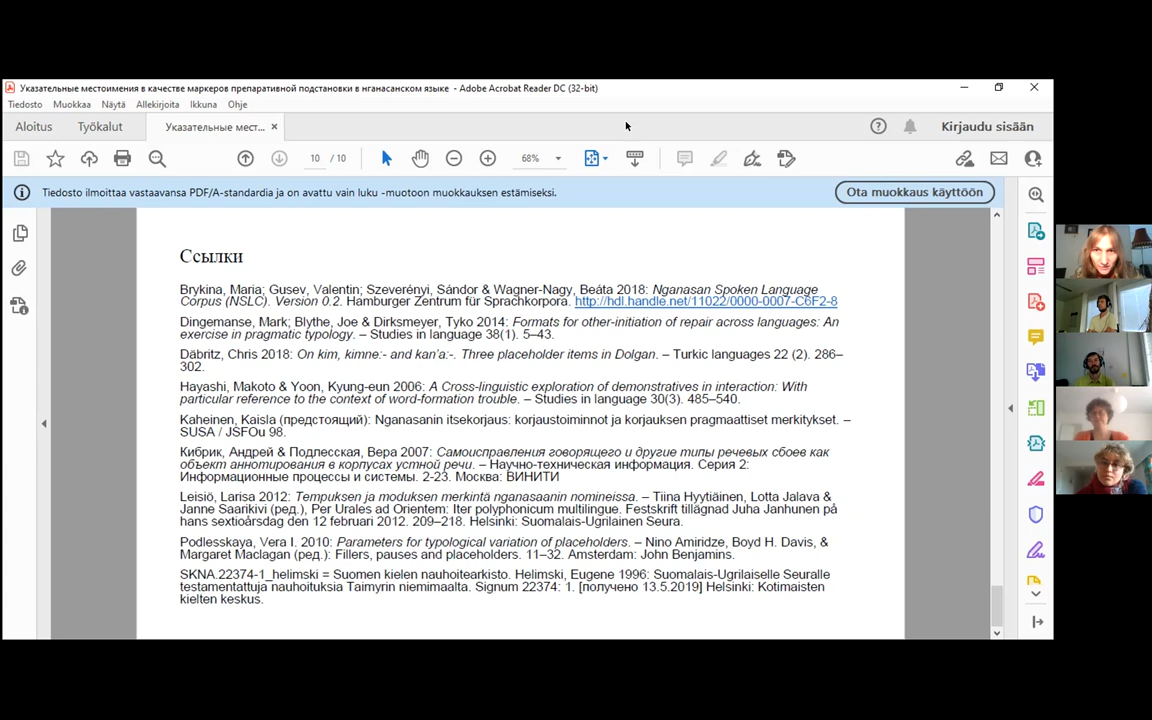 Указательные местоимения в качестве маркеров препаративной подстановки в нганасанском языке - Adobe Acrobat Reader DC (32-bit)
Tiedosto Muokkaa Näytä Allekirjoita Ikkuna Ohje
Aloitus Työkalut Указательные мест... Kirjaudu sisään
10 / 10 68%
Tiedosto ilmoittaa vastaavansa PDF/A-standardia ja on avattu vain luku -muotoon muokkauksen estämiseksi. Ota muokkaus käyttöön
Ссылки
Brykina, Maria; Gusev, Valentin; Szeverényi, Sándor & Wagner-Nagy, Beáta 2018: Nganasan Spoken Language
Corpus (NSLC). Version 0.2. Hamburger Zentrum für Sprachkorpora. http://hdl.handle.net/11022/0000-0007-C6F2-8
Dingemanse, Mark; Blythe, Joe & Dirksmeyer, Tyko 2014: Formats for other-initiation of repair across languages: An
exercise in pragmatic typology. – Studies in language 38(1). 5–43.
Däbritz, Chris 2018: On kim, kimne:- and kan'a:-. Three placeholder items in Dolgan. – Turkic languages 22 (2). 286–
302.
Hayashi, Makoto & Yoon, Kyung-eun 2006: A Cross-linguistic exploration of demonstratives in interaction: With
particular reference to the context of word-formation trouble. – Studies in language 30(3). 485–540.
Kaheinen, Kaisla (предстоящий): Nganasanin itsekorjaus: korjaustoiminnot ja korjauksen pragmaattiset merkitykset. –
SUSA / JSFOu 98.
Кибрик, Андрей & Подлесская, Вера 2007: Самоисправления говорящего и другие типы речевых сбоев как
объект аннотирования в корпусах устной речи. – Научно-техническая информация. Серия 2:
Информационные процессы и системы. 2-23. Москва: ВИНИТИ
Leisiö, Larisa 2012: Tempuksen ja moduksen merkintä nganasaanin nomineissa. – Tiina Hyytiäinen, Lotta Jalava &
Janne Saarikivi (ред.), Per Urales ad Orientem: Iter polyphonicum multilingue. Festskrift tillägnad Juha Janhunen på
hans sextioårsdag den 12 februari 2012. 209–218. Helsinki: Suomalais-Ugrilainen Seura.
Podlesskaya, Vera I. 2010: Parameters for typological variation of placeholders. – Nino Amiridze, Boyd H. Davis, &
Margaret Maclagan (ред.): Fillers, pauses and placeholders. 11–32. Amsterdam: John Benjamins.
SKNA.22374-1_helimski = Suomen kielen nauhoitearkisto. Helimski, Eugene 1996: Suomalais-Ugrilaiselle Seuralle
testamentattuja nauhoituksia Taimyrin niemimaalta. Signum 22374: 1. [получено 13.5.2019] Helsinki: Kotimaisten
kielten keskus.